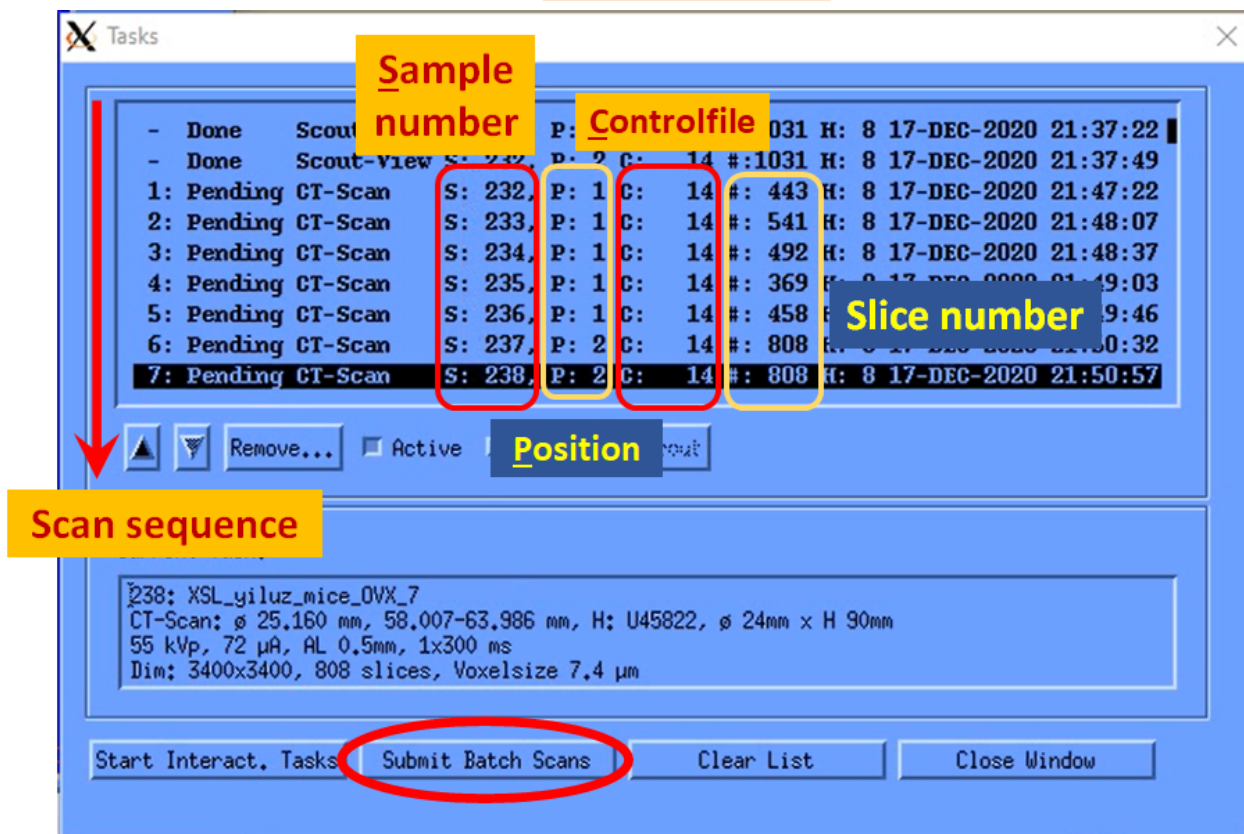 Tasks
Sample
number
Controlfile
- Done Scout P: 031 H: 8 17-DEC-2020 21:37:22
- Done Scout-View S: 232, P: 2 C: 14 #:1031 H: 8 17-DEC-2020 21:37:49
1: Pending CT-Scan S: 232, P: 1 C: 14 #: 443 H: 8 17-DEC-2020 21:47:22
2: Pending CT-Scan S: 233, P: 1 C: 14 #: 541 H: 8 17-DEC-2020 21:48:07
3: Pending CT-Scan S: 234, P: 1 C: 14 #: 492 H: 8 17-DEC-2020 21:48:37
4: Pending CT-Scan S: 235, P: 1 C: 14 #: 369 9:03
5: Pending CT-Scan S: 236, P: 1 C: 14 #: 458 9:46
6: Pending CT-Scan S: 237, P: 2 C: 14 #: 808 0:32
7: Pending CT-Scan S: 238, P: 2 C: 14 #: 808 H: 8 17-DEC-2020 21:50:57
Slice number
Remove... Active
Position
Scan sequence
238: XSL_yiluz_mice_OVX_7
CT-Scan: ø 25.160 mm, 58.007-63.986 mm, H: U45822, ø 24mm x H 90mm
55 kVp, 72 µA, AL 0.5mm, 1x300 ms
Dim: 3400x3400, 808 slices, Voxelsize 7.4 µm
Start Interact. Tasks Submit Batch Scans Clear List Close Window